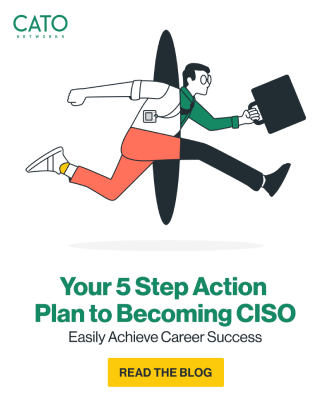 CATO
NETWORKS
Your 5 Step Action
Plan to Becoming CISO
Easily Achieve Career Success
READ THE BLOG